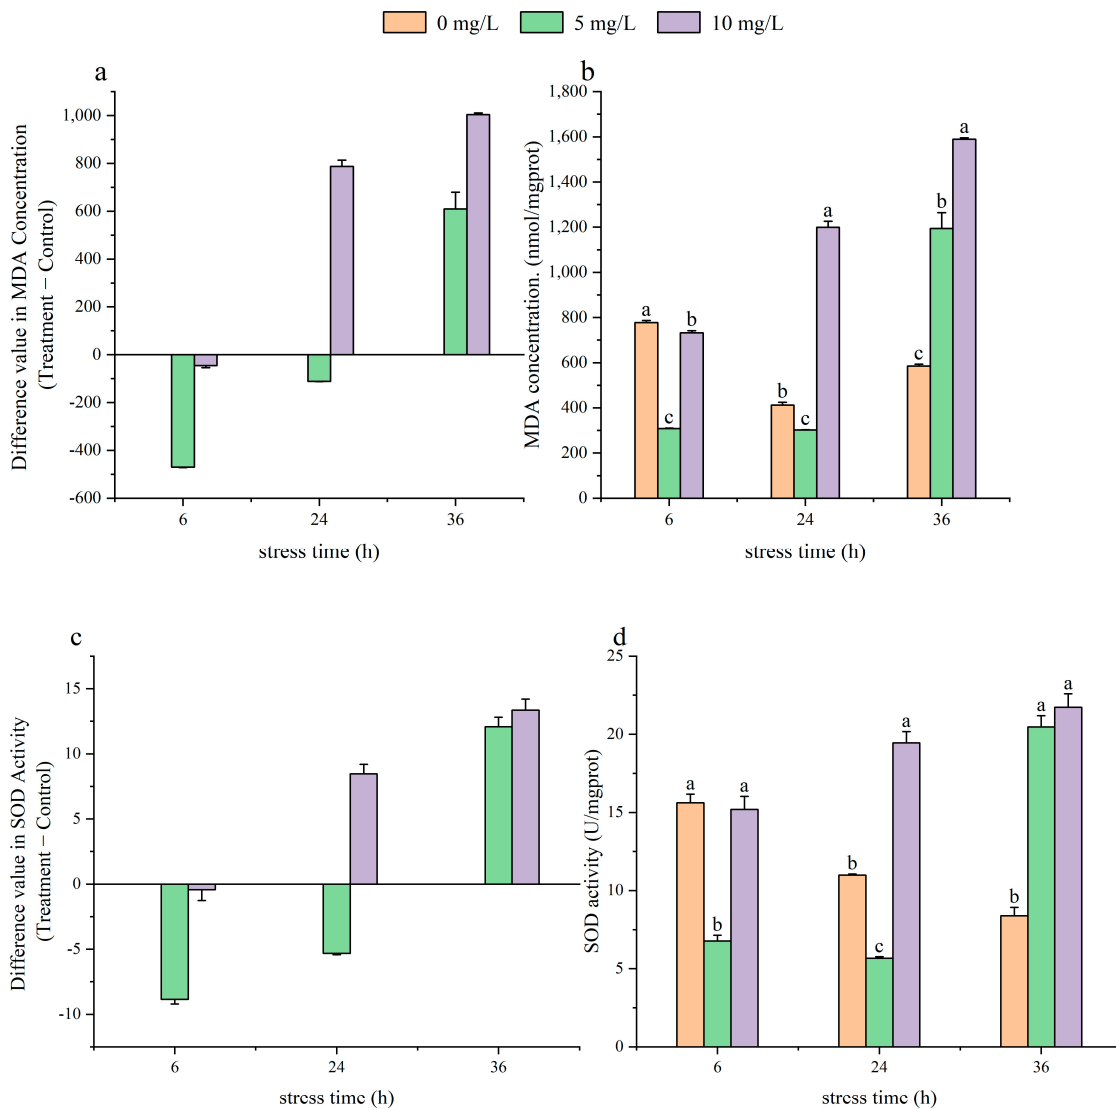 0 mg/L 5 mg/L 10 mg/L
a
Difference value in MDA Concentration
(Treatment − Control)
1,000
800
600
400
200
0
-200
-400
-600
6 24 36
stress time (h)
b
MDA concentration. (nmol/mgprot)
1,800
1,600
1,400
1,200
1,000
800
600
400
200
0
a c b
b c a
c b a
6 24 36
stress time (h)
c
Difference value in SOD Activity
(Treatment − Control)
15
10
5
0
-5
-10
6 24 36
stress time (h)
d
SOD activity (U/mgprot)
25
20
15
10
5
0
a b a
b c a
b a a
6 24 36
stress time (h)